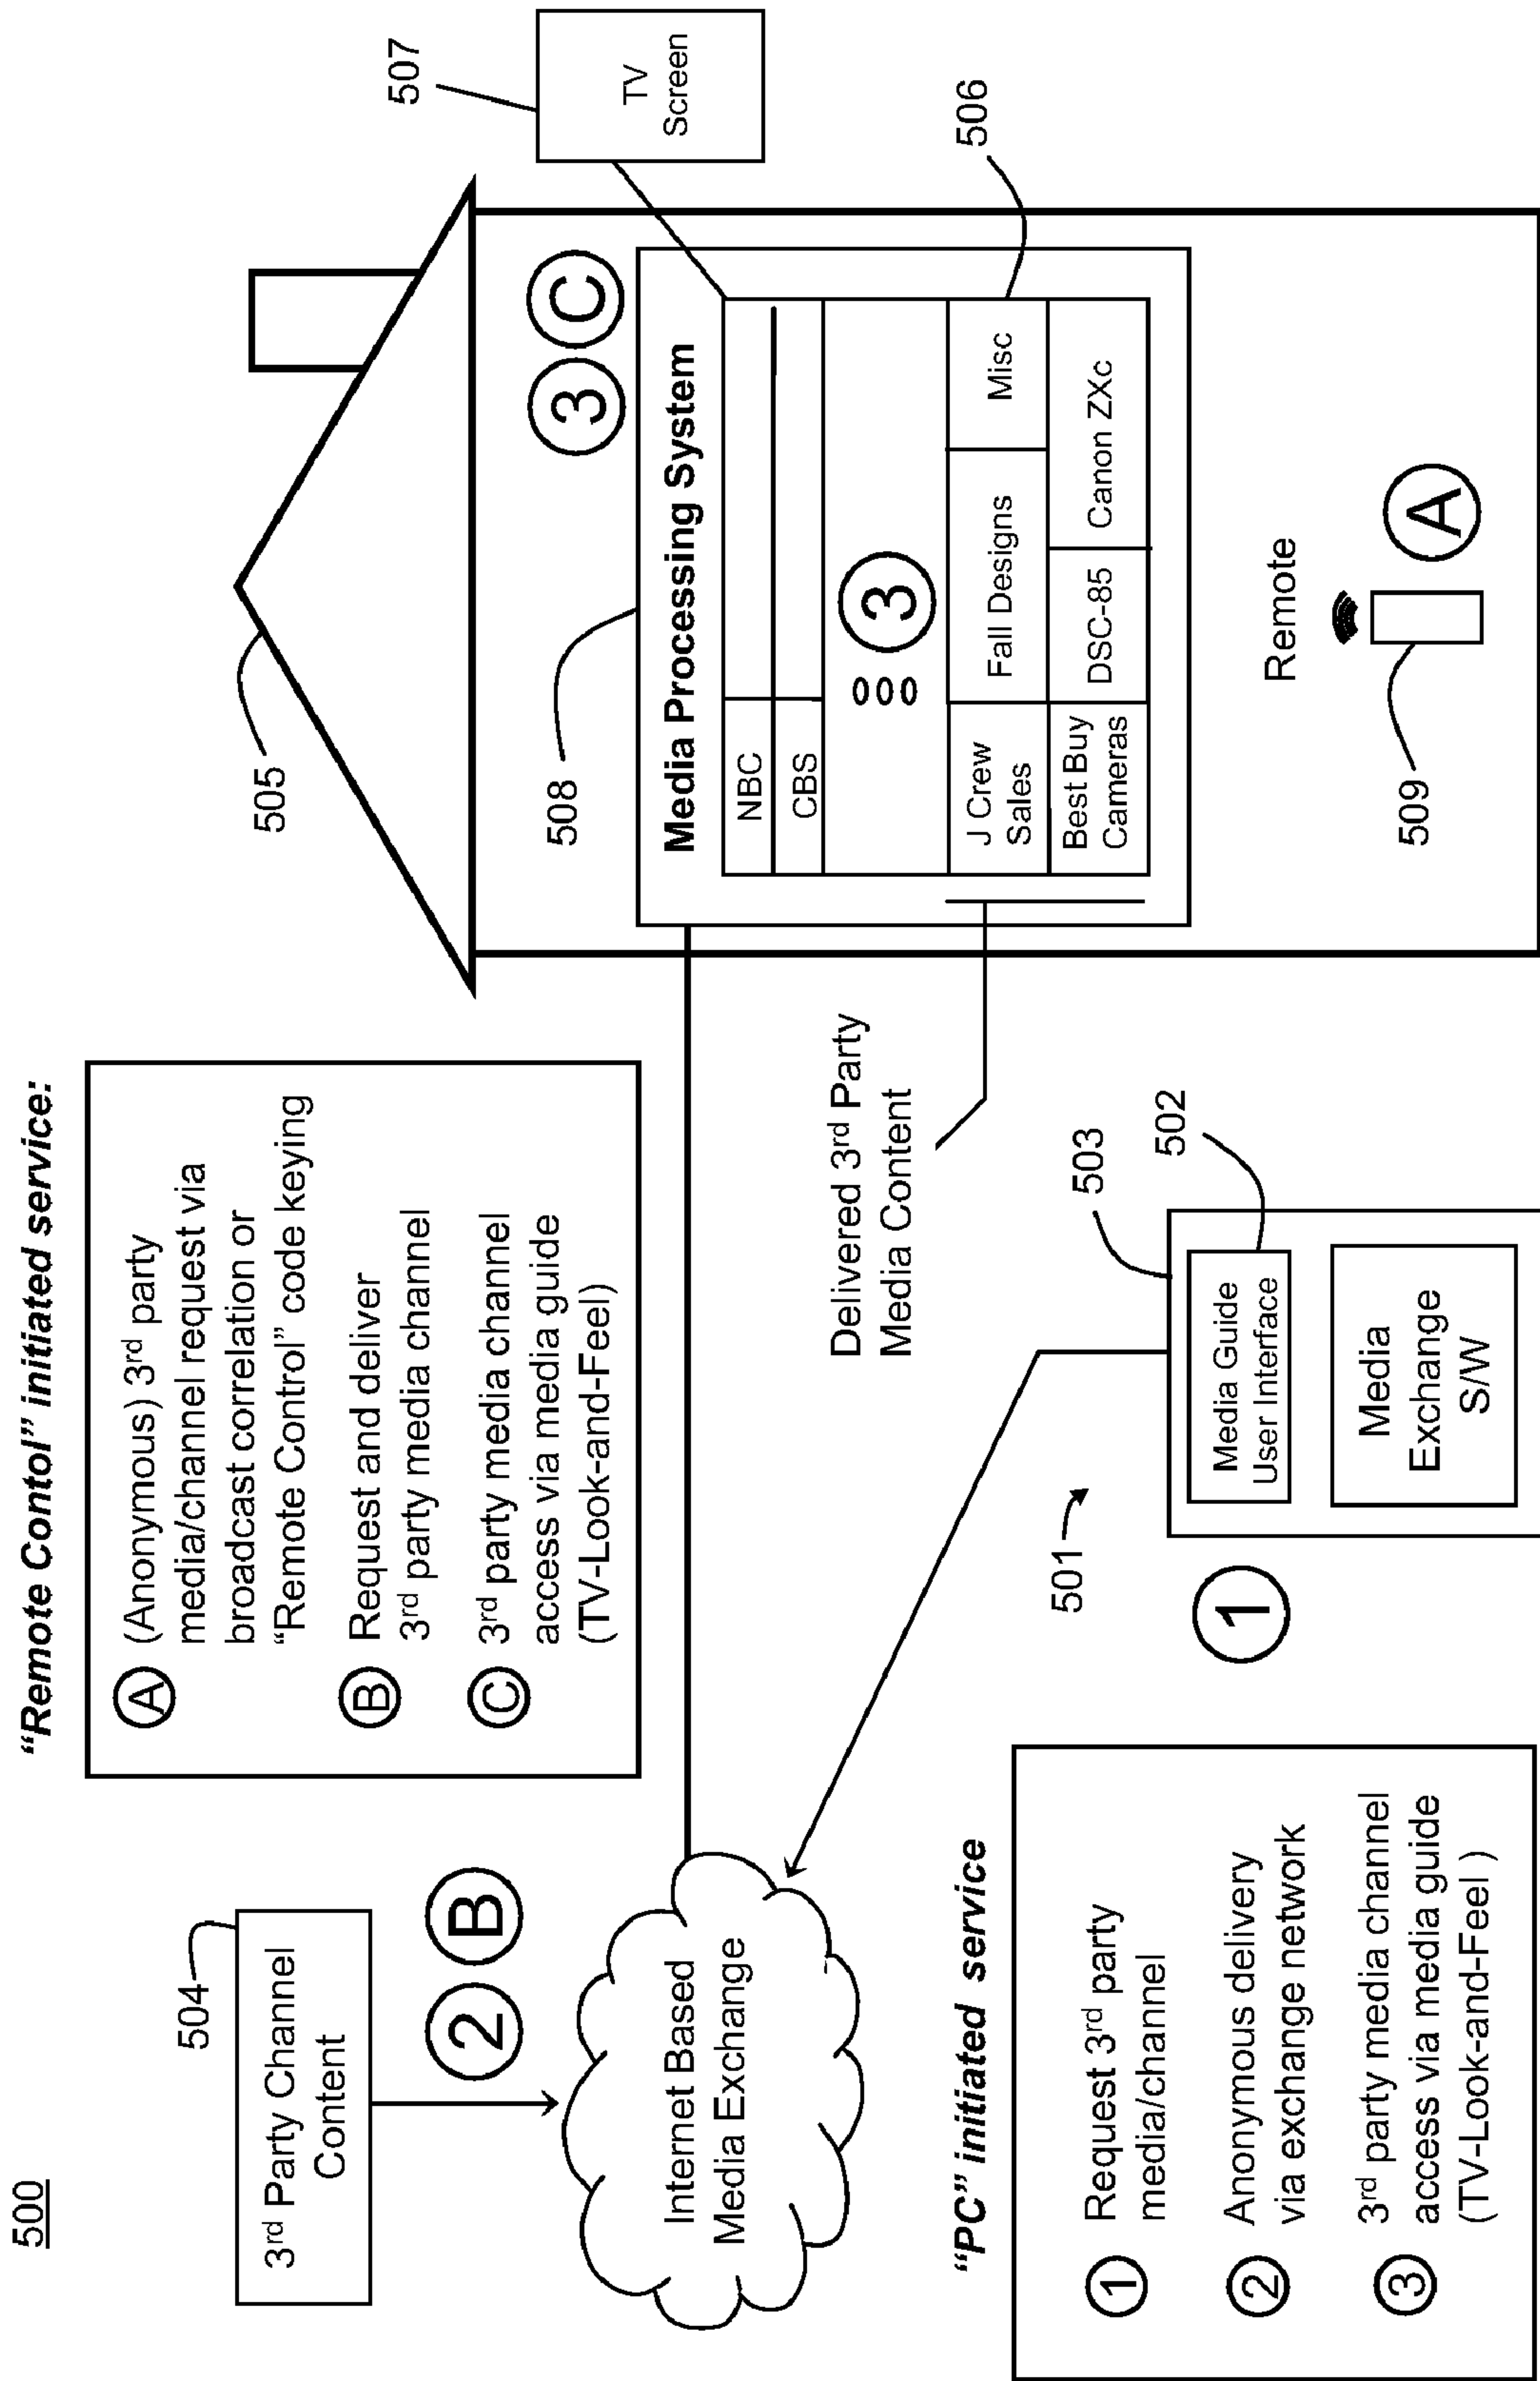 500
504
3rd Party Channel
Content
2
B
Internet Based
Media Exchange
"Remote Contol" initiated service:
A
(Anonymous) 3rd party
media/channel request via
broadcast correlation or
"Remote Control" code keying
B
Request and deliver
3rd party media channel
C
3rd party media channel
access via media guide
(TV-Look-and-Feel)
"PC" initiated service
1
Request 3rd party
media/channel
2
Anonymous delivery
via exchange network
3
3rd party media channel
access via media guide
(TV-Look-and-Feel )
1
501
503
502
Media Guide
User Interface
Media
Exchange
S/W
Delivered 3rd Party
Media Content
505
508
3
C
507
TV
Screen
Media Processing System
NBC
CBS
3
J Crew
Sales
Fall Designs
Misc
Best Buy
Cameras
DSC-85
Canon ZXc
506
Remote
509
A